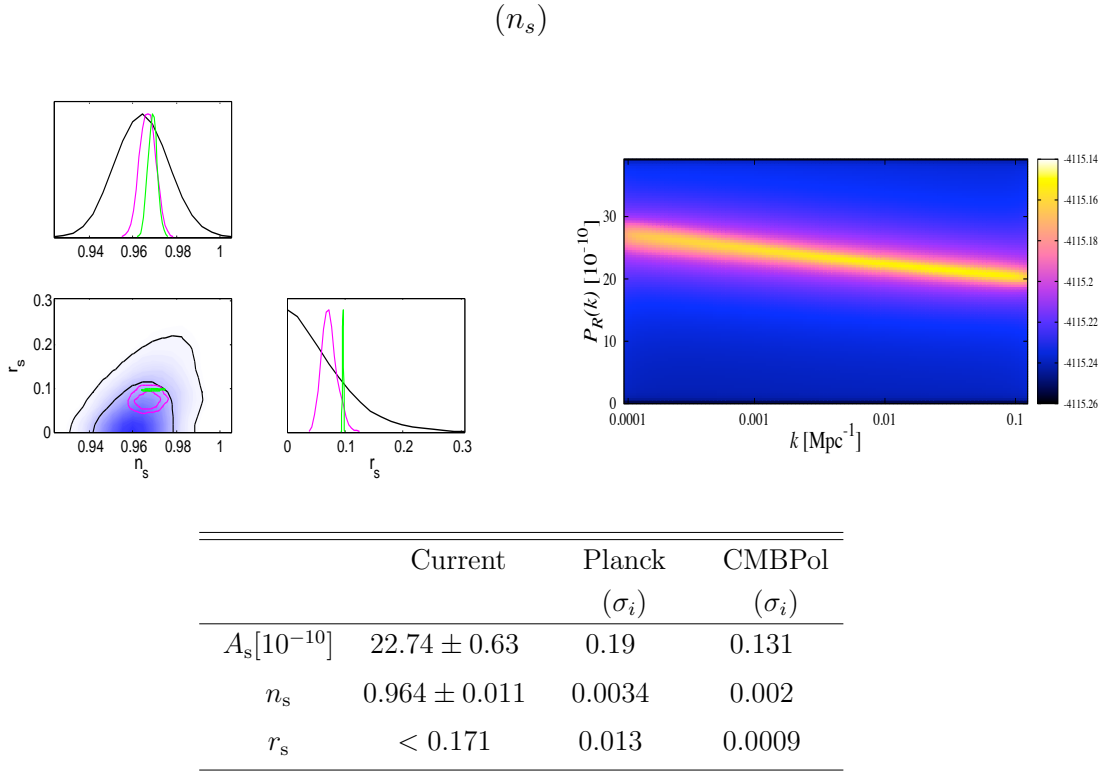 (n_s)
0.94 0.96 0.98 1
0.3
0.2
0.1
0
r_s
0.94 0.96 0.98 1
n_s
0 0.1 0.2 0.3
r_s
30
20
10
0
P_R(k) [10^{-10}]
0.0001 0.001 0.01 0.1
k [Mpc^{-1}]
-4115.14
-4115.16
-4115.18
-4115.2
-4115.22
-4115.24
-4115.26
Current Planck CMBPol
(σ_i) (σ_i)
A_s[10^{-10}] 22.74 ± 0.63 0.19 0.131
n_s 0.964 ± 0.011 0.0034 0.002
r_s < 0.171 0.013 0.0009